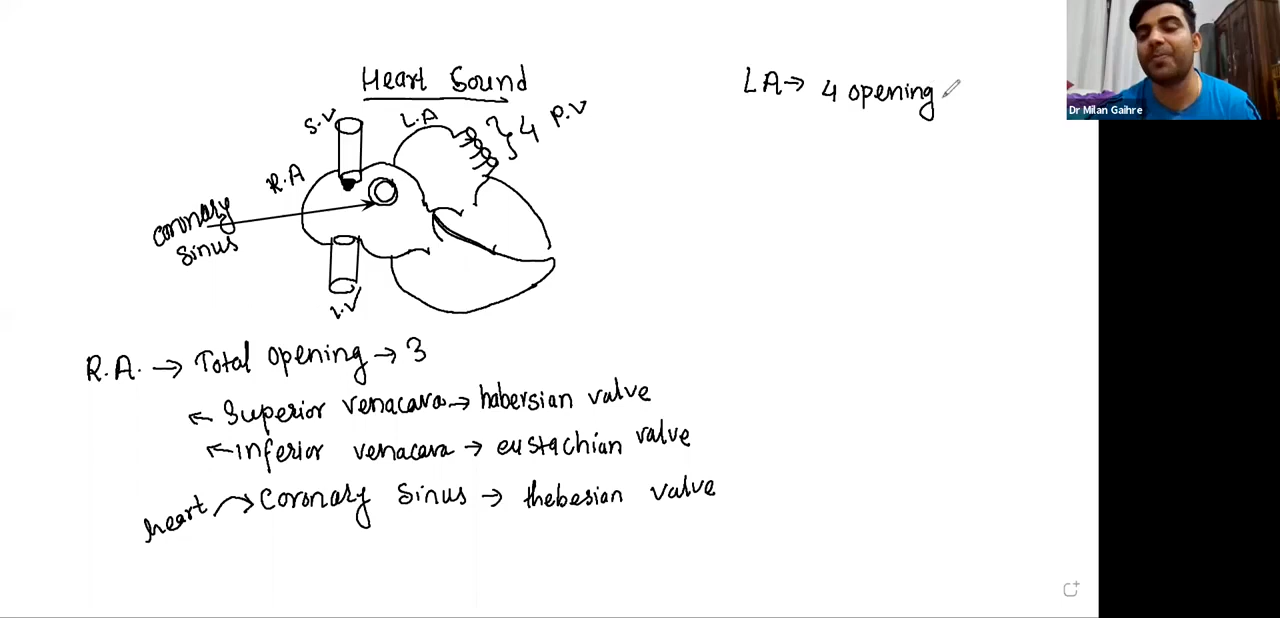 Heart Sound
S.V
L.A
4 P.V
R.A
coronary
sinus
I.V
R.A. → Total opening → 3
← Superior venacava → habersian valve
← Inferior venacava → eustachian valve
heart → Coronary Sinus → thebesian valve
LA → 4 opening
Dr Milan Gaihre